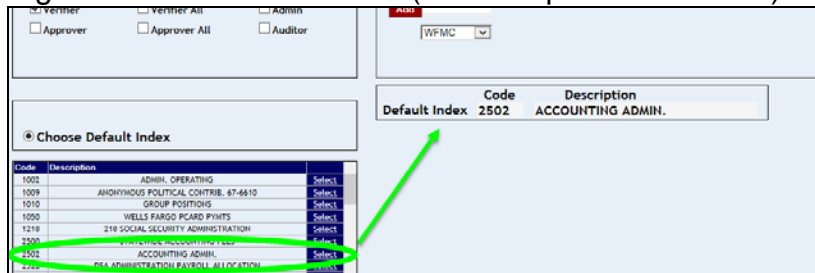 Verifier Verifier All Admin
Approver Approver All Auditor
Add
WFMC
Code Description
Default Index 2502 ACCOUNTING ADMIN.
Choose Default Index
Code Description
1002 ADMIN. OPERATING Select
1009 ANONYMOUS POLITICAL CONTRIB. 67-6610 Select
1010 GROUP POSITIONS Select
1050 WELLS FARGO PCARD PYMTS Select
1210 218 SOCIAL SECURITY ADMINISTRATION Select
2500 STATEWIDE ACCOUNTING FEES Select
2502 ACCOUNTING ADMIN. Select
DSA ADMINISTRATION PAYROLL ALLOCATION Select